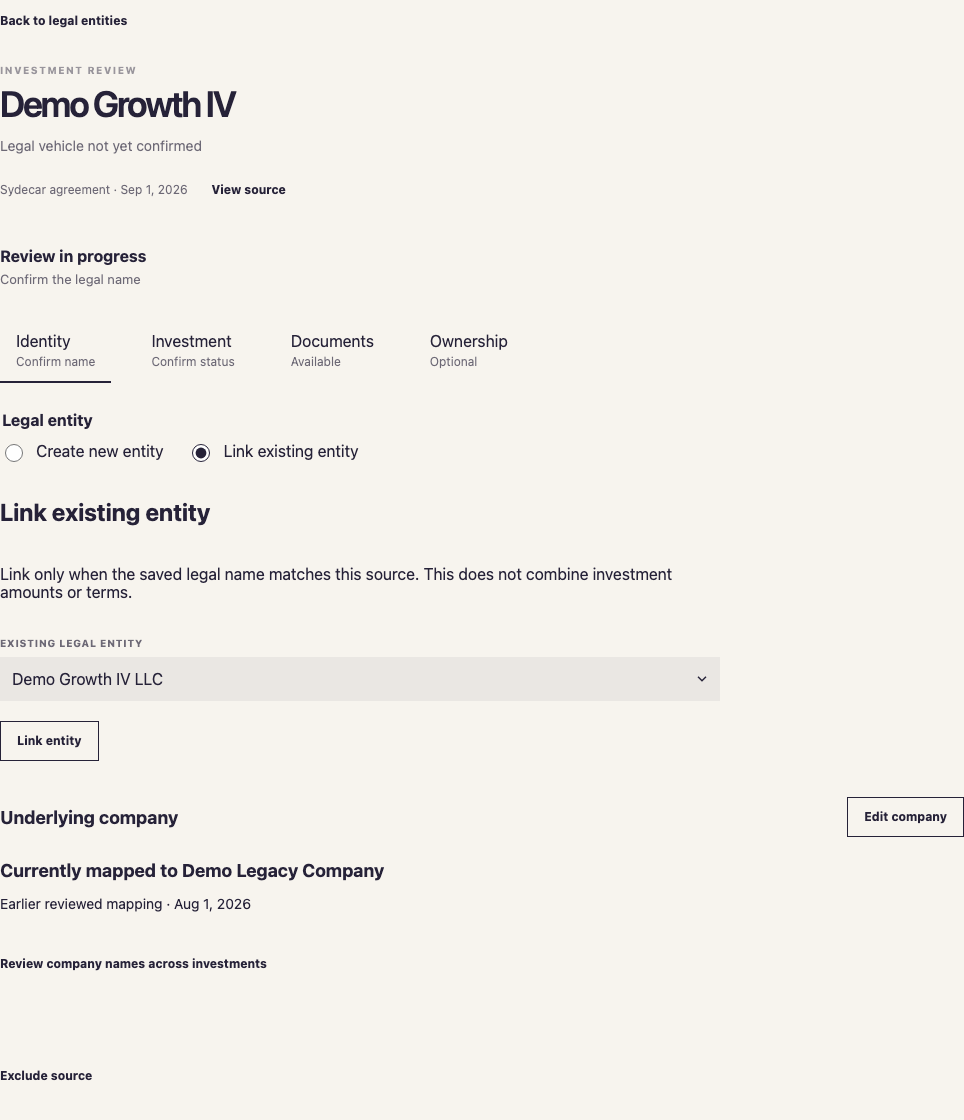 Back to legal entities
INVESTMENT REVIEW
Demo Growth IV
Legal vehicle not yet confirmed
Sydecar agreement · Sep 1, 2026 View source
Review in progress
Confirm the legal name
Identity Investment Documents Ownership
Confirm name Confirm status Available Optional
Legal entity
Create new entity Link existing entity
Link existing entity
Link only when the saved legal name matches this source. This does not combine investment
amounts or terms.
EXISTING LEGAL ENTITY
Demo Growth IV LLC
Link entity
Underlying company Edit company
Currently mapped to Demo Legacy Company
Earlier reviewed mapping · Aug 1, 2026
Review company names across investments
Exclude source